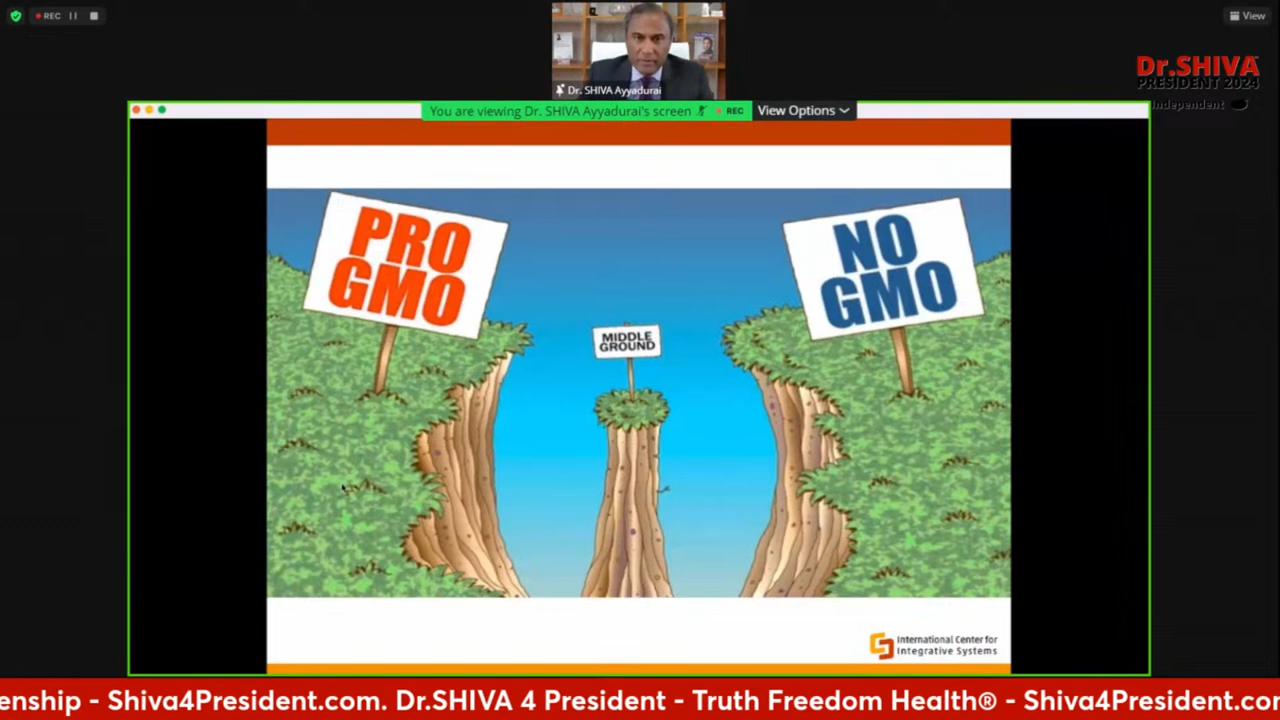 REC
View
Dr. SHIVA Ayyadurai
Dr.SHIVA
PRESIDENT 2024
Independent
You are viewing Dr. SHIVA Ayyadurai's screen
REC
View Options
PRO
GMO
NO
GMO
MIDDLE
GROUND
International Center for
Integrative Systems
enship - Shiva4President.com. Dr.SHIVA 4 President - Truth Freedom Health® - Shiva4President.con